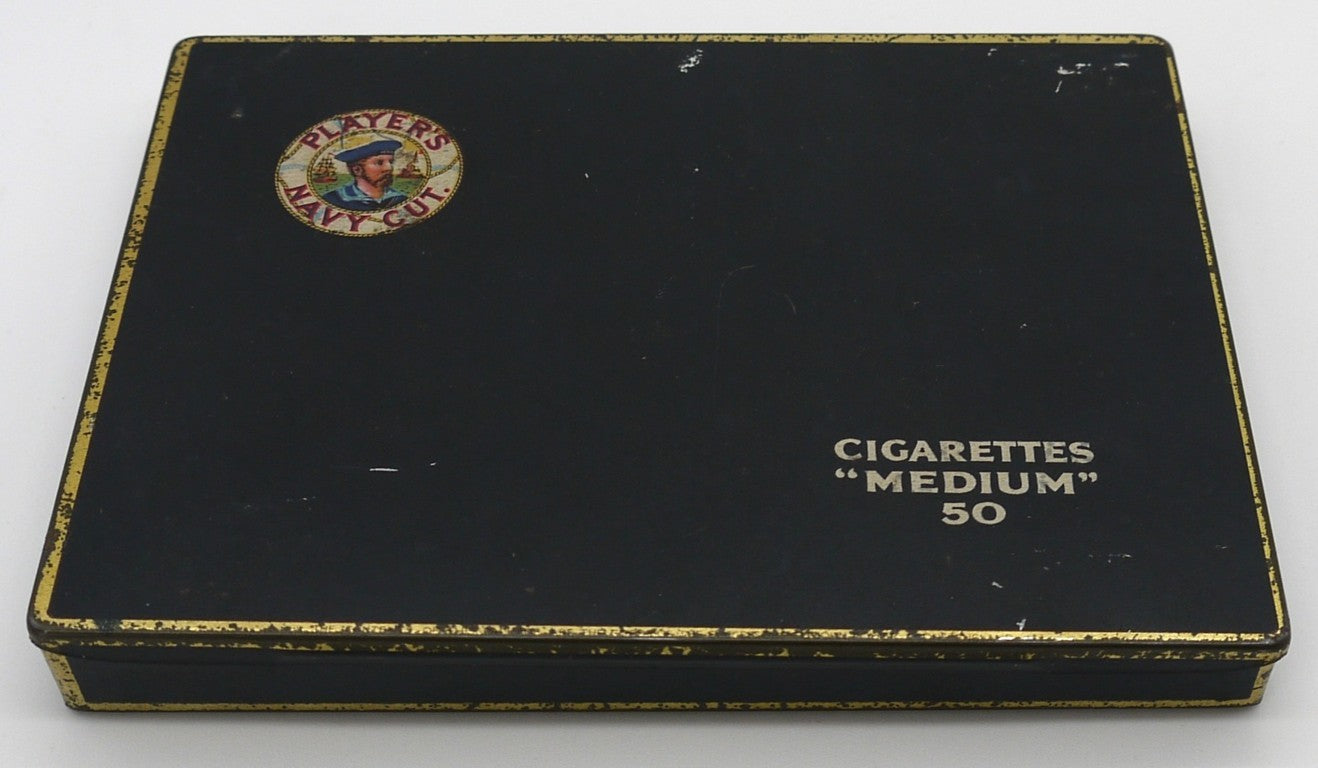 PLAYER'S
NAVY CUT.
CIGARETTES
"MEDIUM"
50